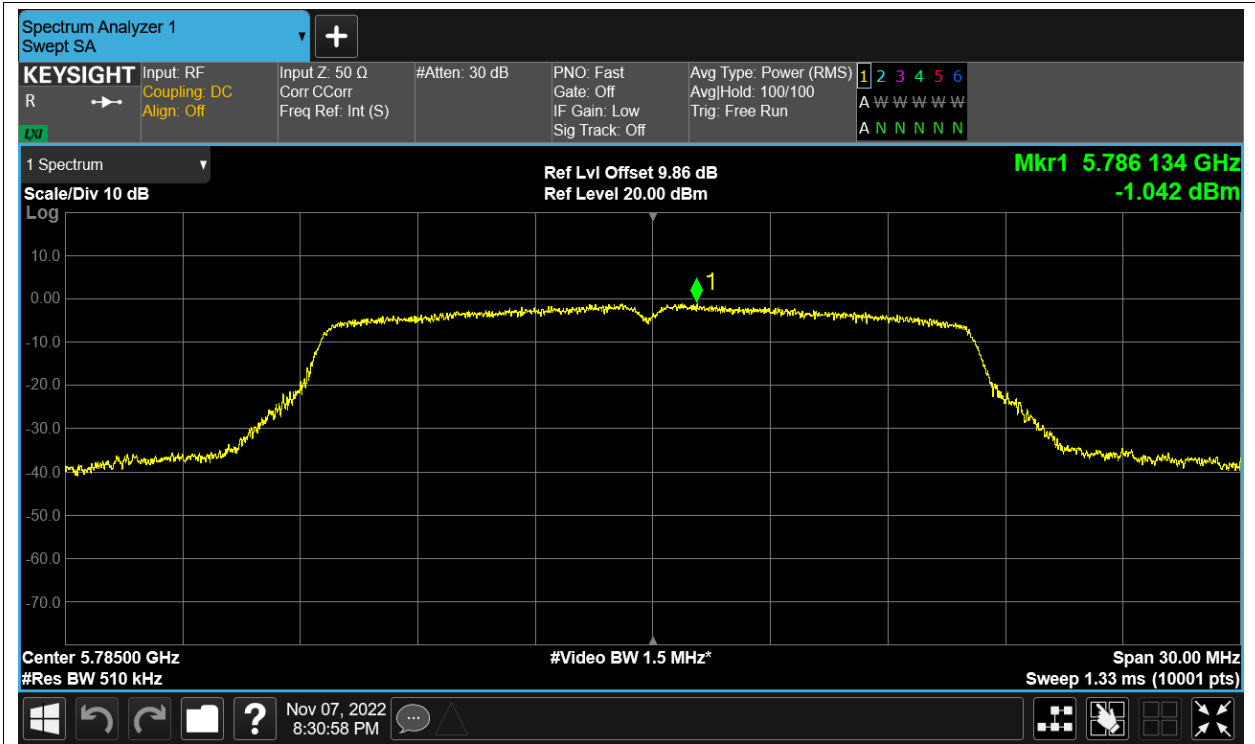 Spectrum Analyzer 1
Swept SA
KEYSIGHT
R
LXI
Input: RF
Coupling: DC
Align: Off
Input Z: 50 Ω
Corr CCorr
Freq Ref: Int (S)
#Atten: 30 dB
PNO: Fast
Gate: Off
IF Gain: Low
Sig Track: Off
Avg Type: Power (RMS)
Avg|Hold: 100/100
Trig: Free Run
1 2 3 4 5 6
A W W W W W
A N N N N N
1 Spectrum
Scale/Div 10 dB
Log
Ref Lvl Offset 9.86 dB
Ref Level 20.00 dBm
Mkr1 5.786 134 GHz
-1.042 dBm
1
10.0
0.00
-10.0
-20.0
-30.0
-40.0
-50.0
-60.0
-70.0
Center 5.78500 GHz
#Res BW 510 kHz
#Video BW 1.5 MHz*
Span 30.00 MHz
Sweep 1.33 ms (10001 pts)
?
Nov 07, 2022
8:30:58 PM